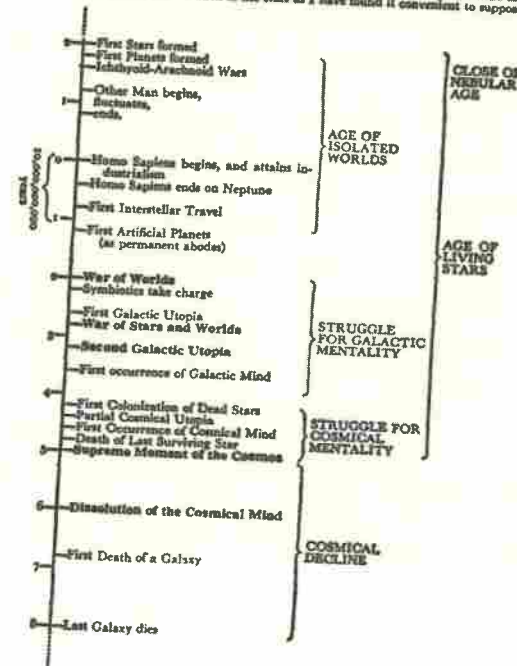 I have found it convenient to suppos
First Stars formed
First Planets formed
Ichthyoid-Arachnoid Wars
Other Man begins,
fluctuates,
ends.
1
0
Homo Sapiens begins, and attains in-
dustrialism
Homo Sapiens ends on Neptune
First Interstellar Travel
1
First Artificial Planets
(as permanent abodes)
years
War of Worlds
Symbiotics take charge
First Galactic Utopia
War of Stars and Worlds
3
Second Galactic Utopia
First occurrence of Galactic Mind
4
First Colonization of Dead Stars
Partial Cosmical Utopia
First Occurrence of Cosmical Mind
Death of Last Surviving Star
5
Supreme Moment of the Cosmos
6
Dissolution of the Cosmical Mind
First Death of a Galaxy
7
8
Last Galaxy dies
AGE OF
ISOLATED
WORLDS
STRUGGLE
FOR GALACTIC
MENTALITY
STRUGGLE FOR
COSMICAL
MENTALITY
COSMICAL
DECLINE
CLOSE OF
NEBULAR
AGE
AGE OF
LIVING
STARS